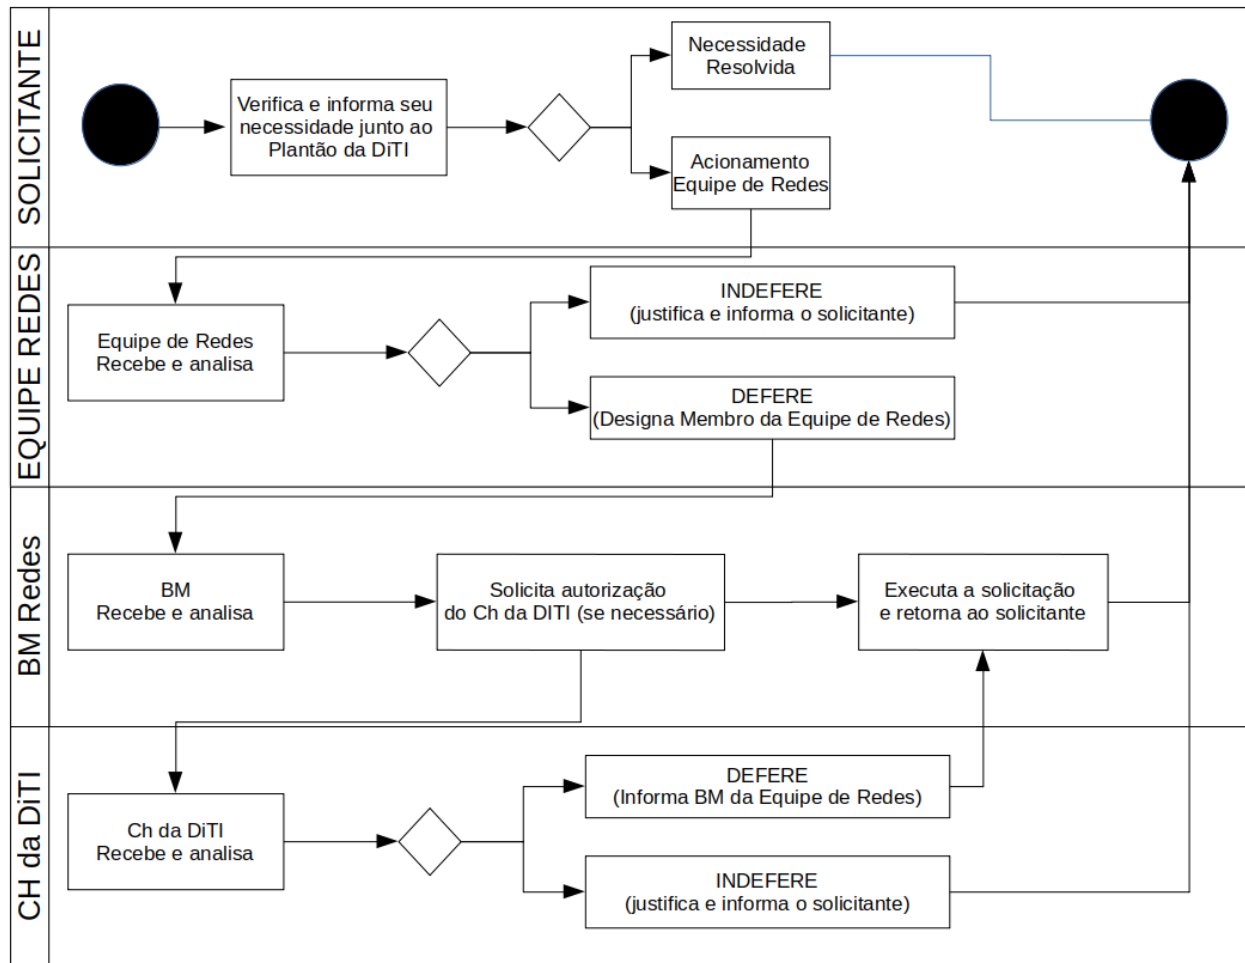 SOLICITANTE
Verifica e informa seu
necessidade junto ao
Plantão da DiTI
Necessidade
Resolvida
Acionamento
Equipe de Redes
EQUIPE REDES
Equipe de Redes
Recebe e analisa
INDEFERE
(justifica e informa o solicitante)
DEFERE
(Designa Membro da Equipe de Redes)
BM Redes
BM
Recebe e analisa
Solicita autorização
do Ch da DITI (se necessário)
Executa a solicitação
e retorna ao solicitante
CH da DiTI
Ch da DiTI
Recebe e analisa
DEFERE
(Informa BM da Equipe de Redes)
INDEFERE
(justifica e informa o solicitante)